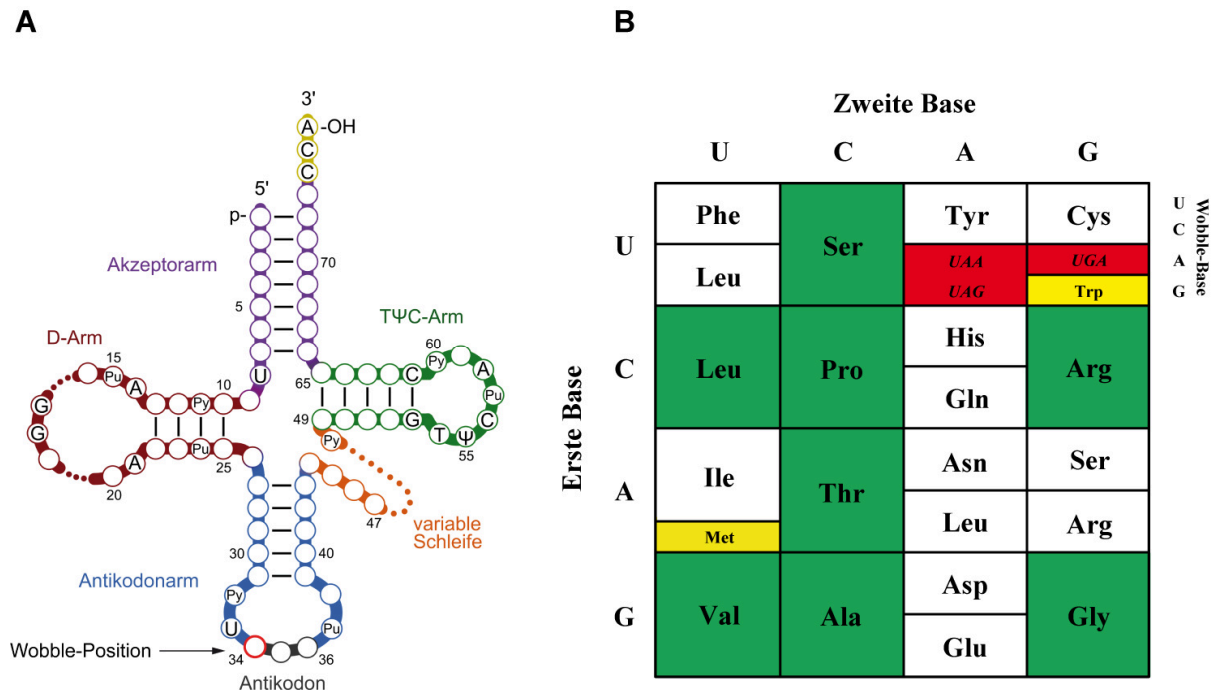 A
B
3'
A -OH
C
C
5'
p-
Akzeptorarm
70
5
U
TΨC-Arm
D-Arm
15
Pu
A
10
Py
G
G
A
Pu
20
25
65
C
60
Py
A
Pu
C
Ψ
T
G
49
55
Py
47
variable
Schleife
30
40
Antikodonarm
Py
U
Pu
Wobble-Position
34
36
Antikodon
Zweite Base
U C A G
Erste Base
Wobble-Base
U
Phe
Ser
Tyr
Cys
U
C
Leu
UAA
UGA
A
UAG
Trp
G
C
Leu
Pro
His
Arg
Gln
A
Ile
Thr
Asn
Ser
Met
Leu
Arg
G
Val
Ala
Asp
Gly
Glu